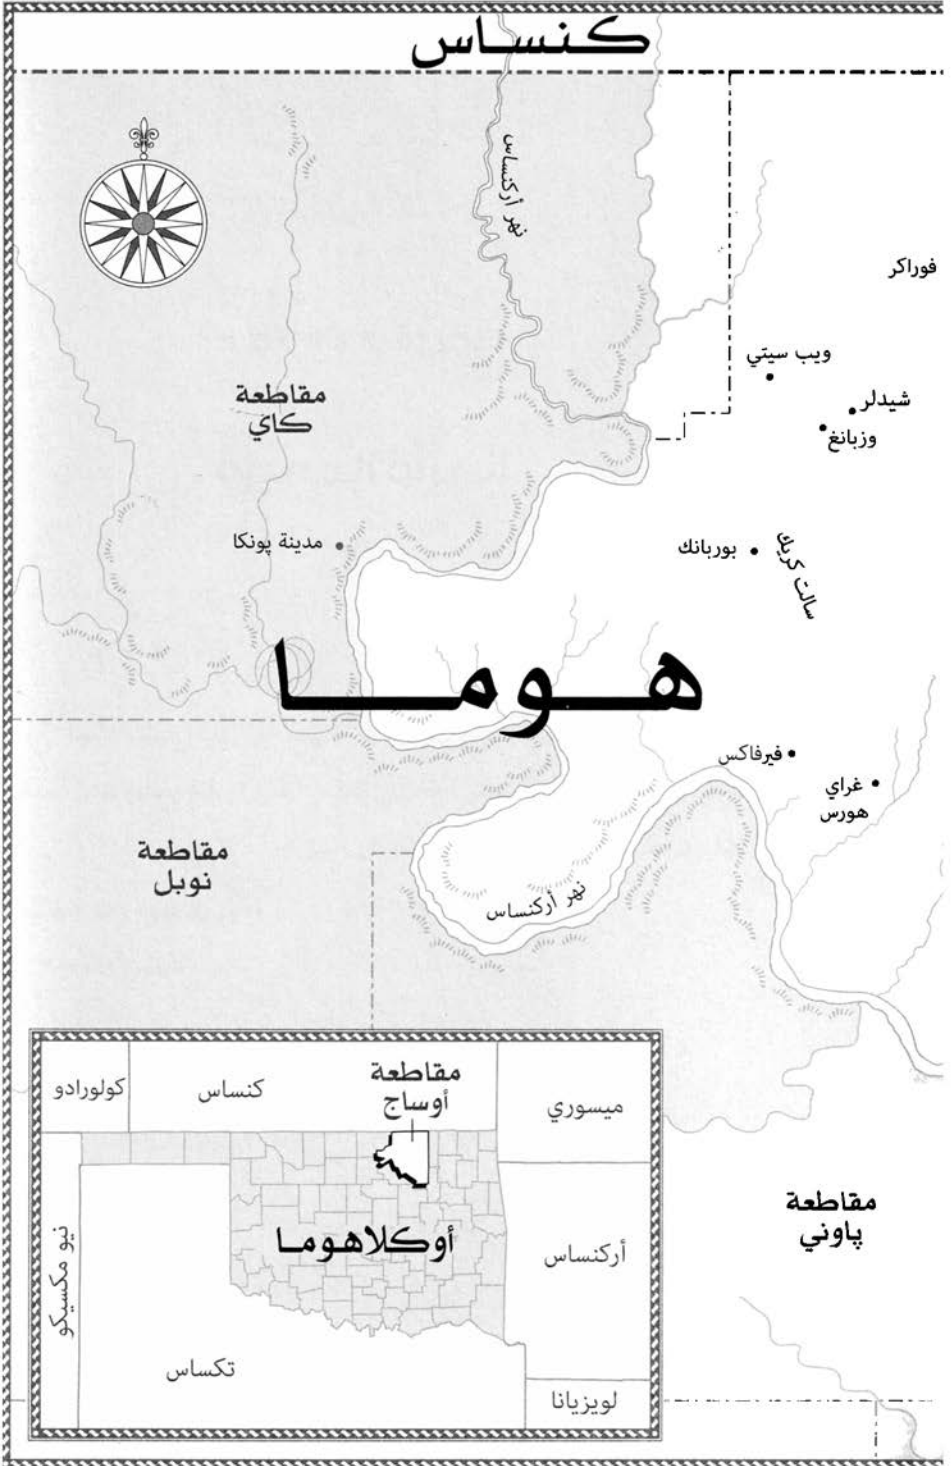 كنساس
نهر أركنساس
فوراكر
ويب سيتي
شيدلر
وزبانغ
مقاطعة
كاي
مدينة پونكا
بوربانك
سالت كريك
هوما
فيرفاكس
غراي
هورس
مقاطعة
نوبل
نهر أركنساس
كولورادو
كنساس
مقاطعة
أوساج
ميسوري
أوكلاهوما
نيو مكسيكو
أركنساس
تكساس
لويزيانا
مقاطعة
پاوني